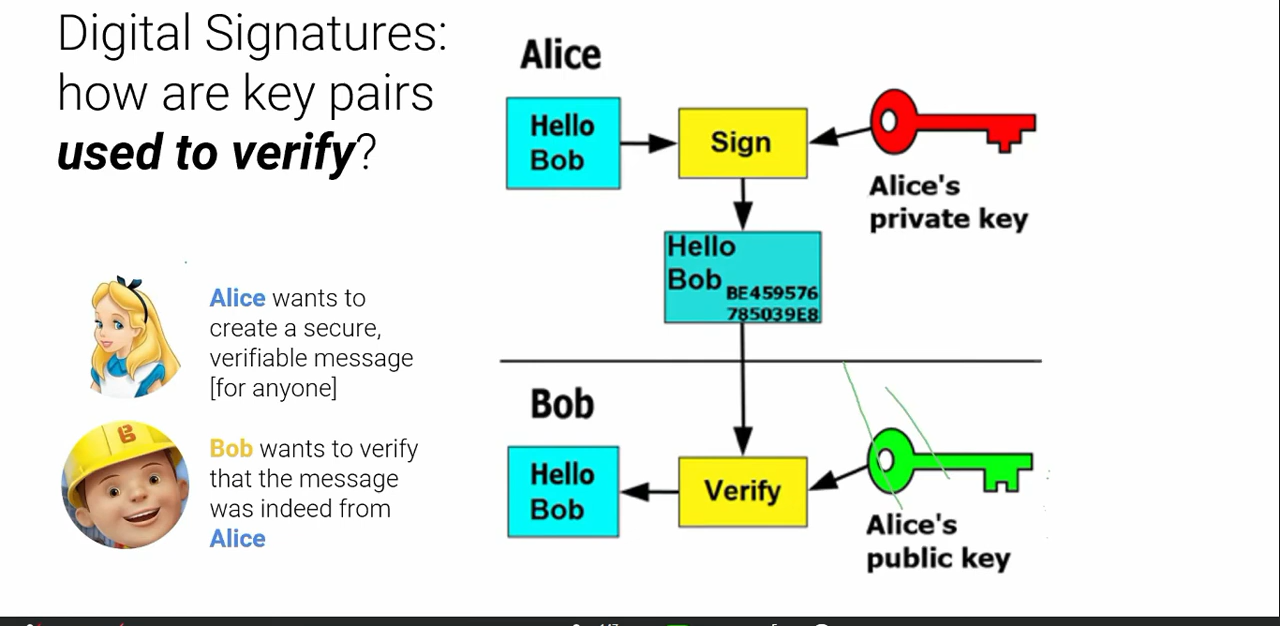 Digital Signatures:
how are key pairs
used to verify?
Alice wants to
create a secure,
verifiable message
[for anyone]
Bob wants to verify
that the message
was indeed from
Alice
Alice
Hello
Bob
Sign
Alice's
private key
Hello
Bob
BE459576
785039E8
Bob
Hello
Bob
Verify
Alice's
public key
B